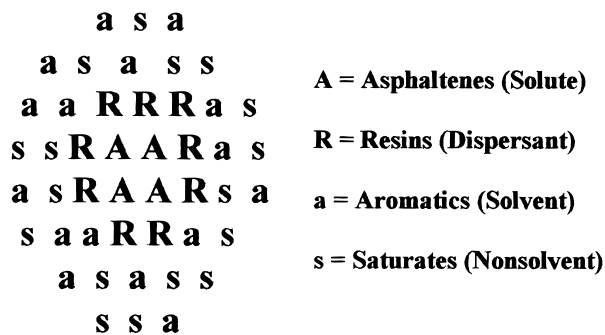 a s a
a s a s s
a a R R R a s
s s R A A R a s
a s R A A R s a
s a a R R a s
a s a s s
s s a
A = Asphaltenes (Solute)
R = Resins (Dispersant)
a = Aromatics (Solvent)
s = Saturates (Nonsolvent)